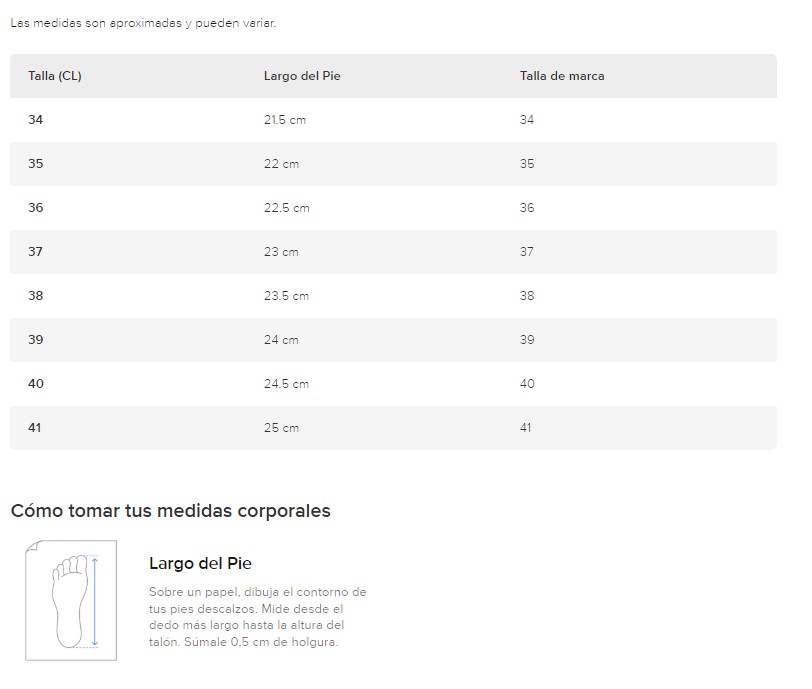 Las medidas son aproximadas y pueden variar.
Talla (CL) Largo del Pie Talla de marca
34 21.5 cm 34
35 22 cm 35
36 22.5 cm 36
37 23 cm 37
38 23.5 cm 38
39 24 cm 39
40 24.5 cm 40
41 25 cm 41
Cómo tomar tus medidas corporales
Largo del Pie
Sobre un papel, dibuja el contorno de
tus pies descalzos. Mide desde el
dedo más largo hasta la altura del
talón. Súmale 0,5 cm de holgura.